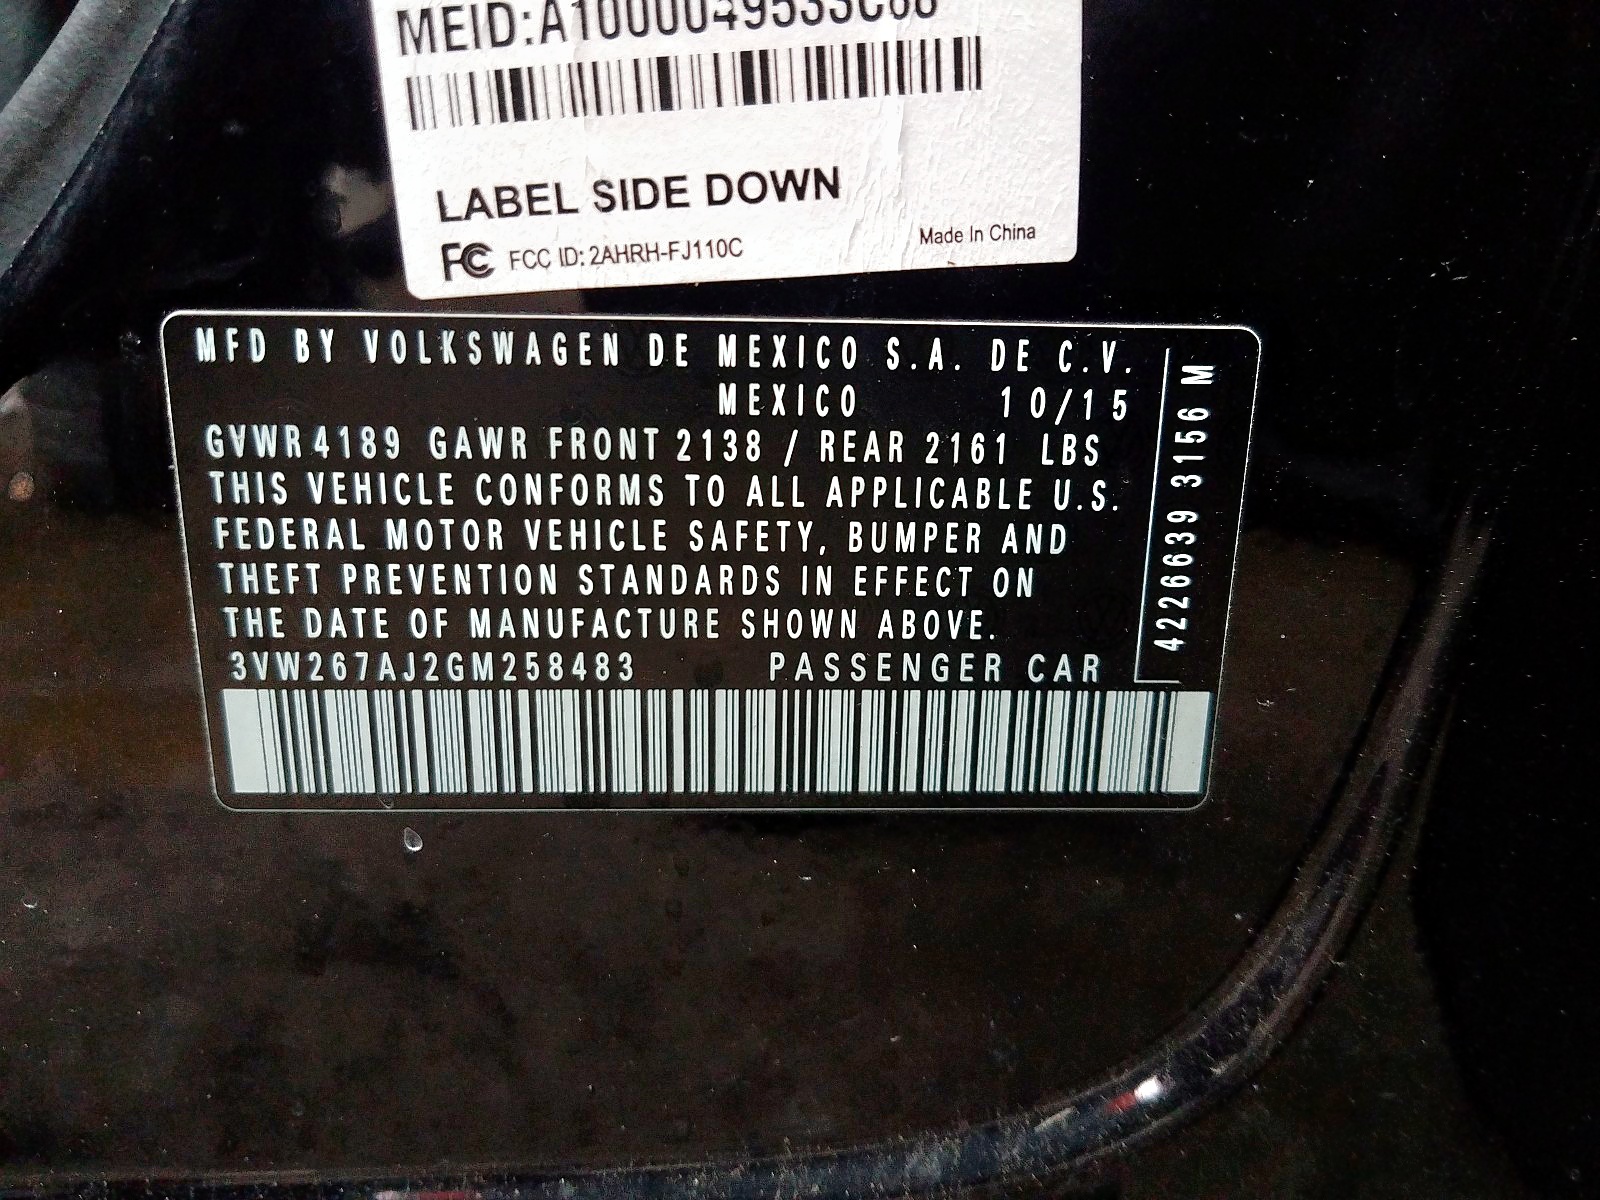 LABEL SIDE DOWN
FC FCC ID: 2AHRH-FJ110C
Made In China
MFD BY VOLKSWAGEN DE MEXICO S.A. DE C.V.
MEXICO 10/15
GVWR 4189 GAWR FRONT 2138 / REAR 2161 LBS
THIS VEHICLE CONFORMS TO ALL APPLICABLE U.S.
FEDERAL MOTOR VEHICLE SAFETY, BUMPER AND
THEFT PREVENTION STANDARDS IN EFFECT ON
THE DATE OF MANUFACTURE SHOWN ABOVE.
3VW267AJ2GM258483 PASSENGER CAR
4226639 3156 M